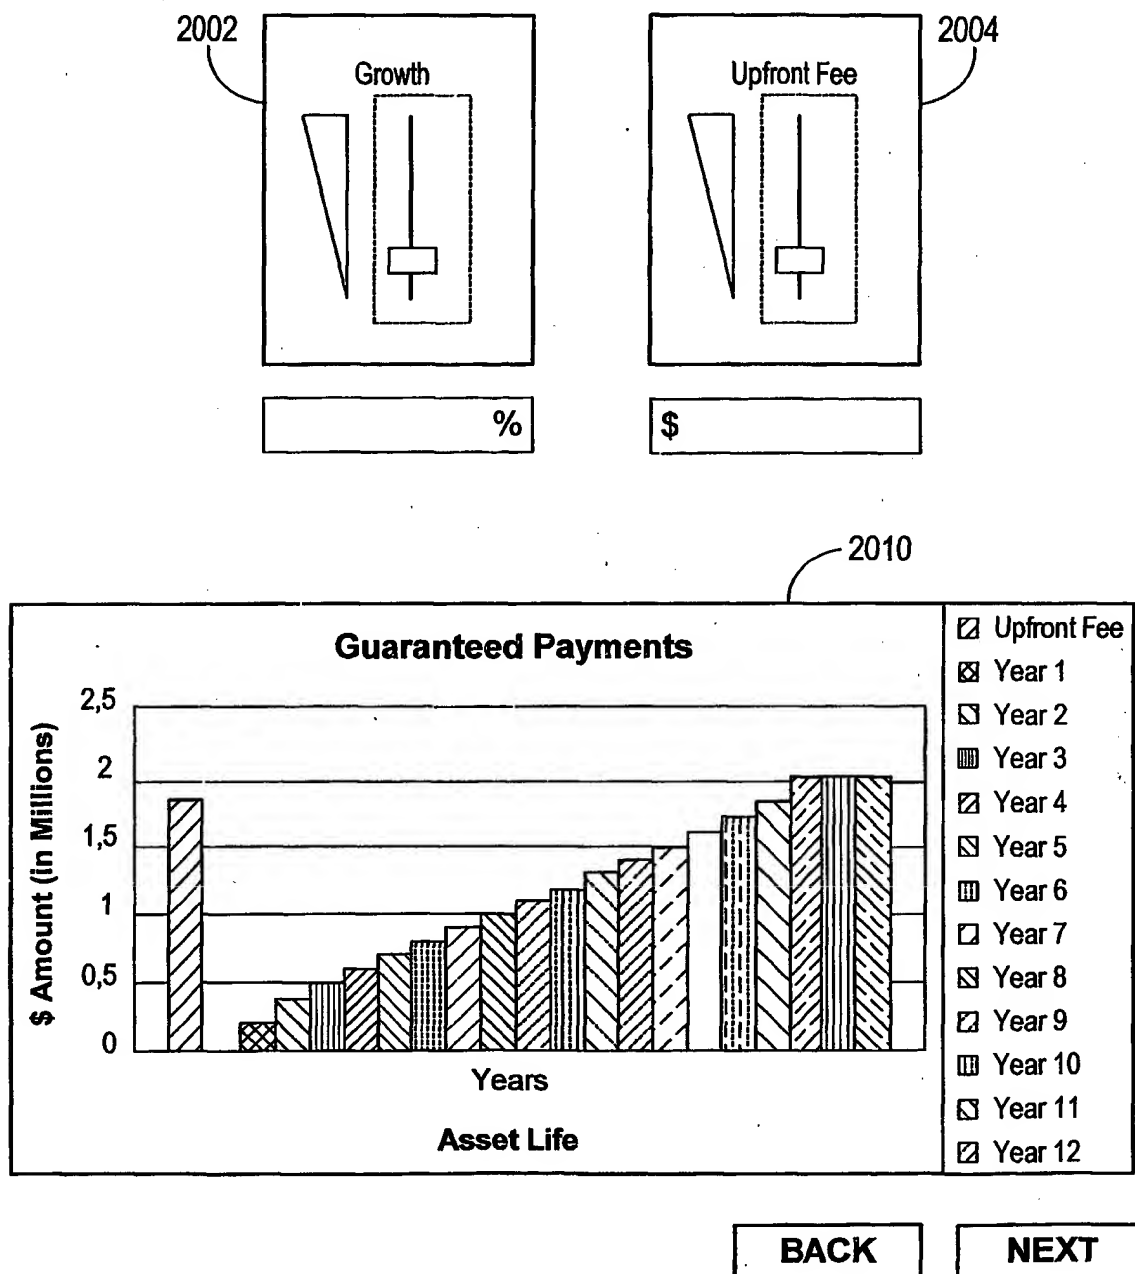 2002
2004
Growth
Upfront Fee
%
$
2010
Guaranteed Payments
$ Amount (in Millions)
2,5
2
1,5
1
0,5
0
Years
Asset Life
Upfront Fee
Year 1
Year 2
Year 3
Year 4
Year 5
Year 6
Year 7
Year 8
Year 9
Year 10
Year 11
Year 12
BACK
NEXT